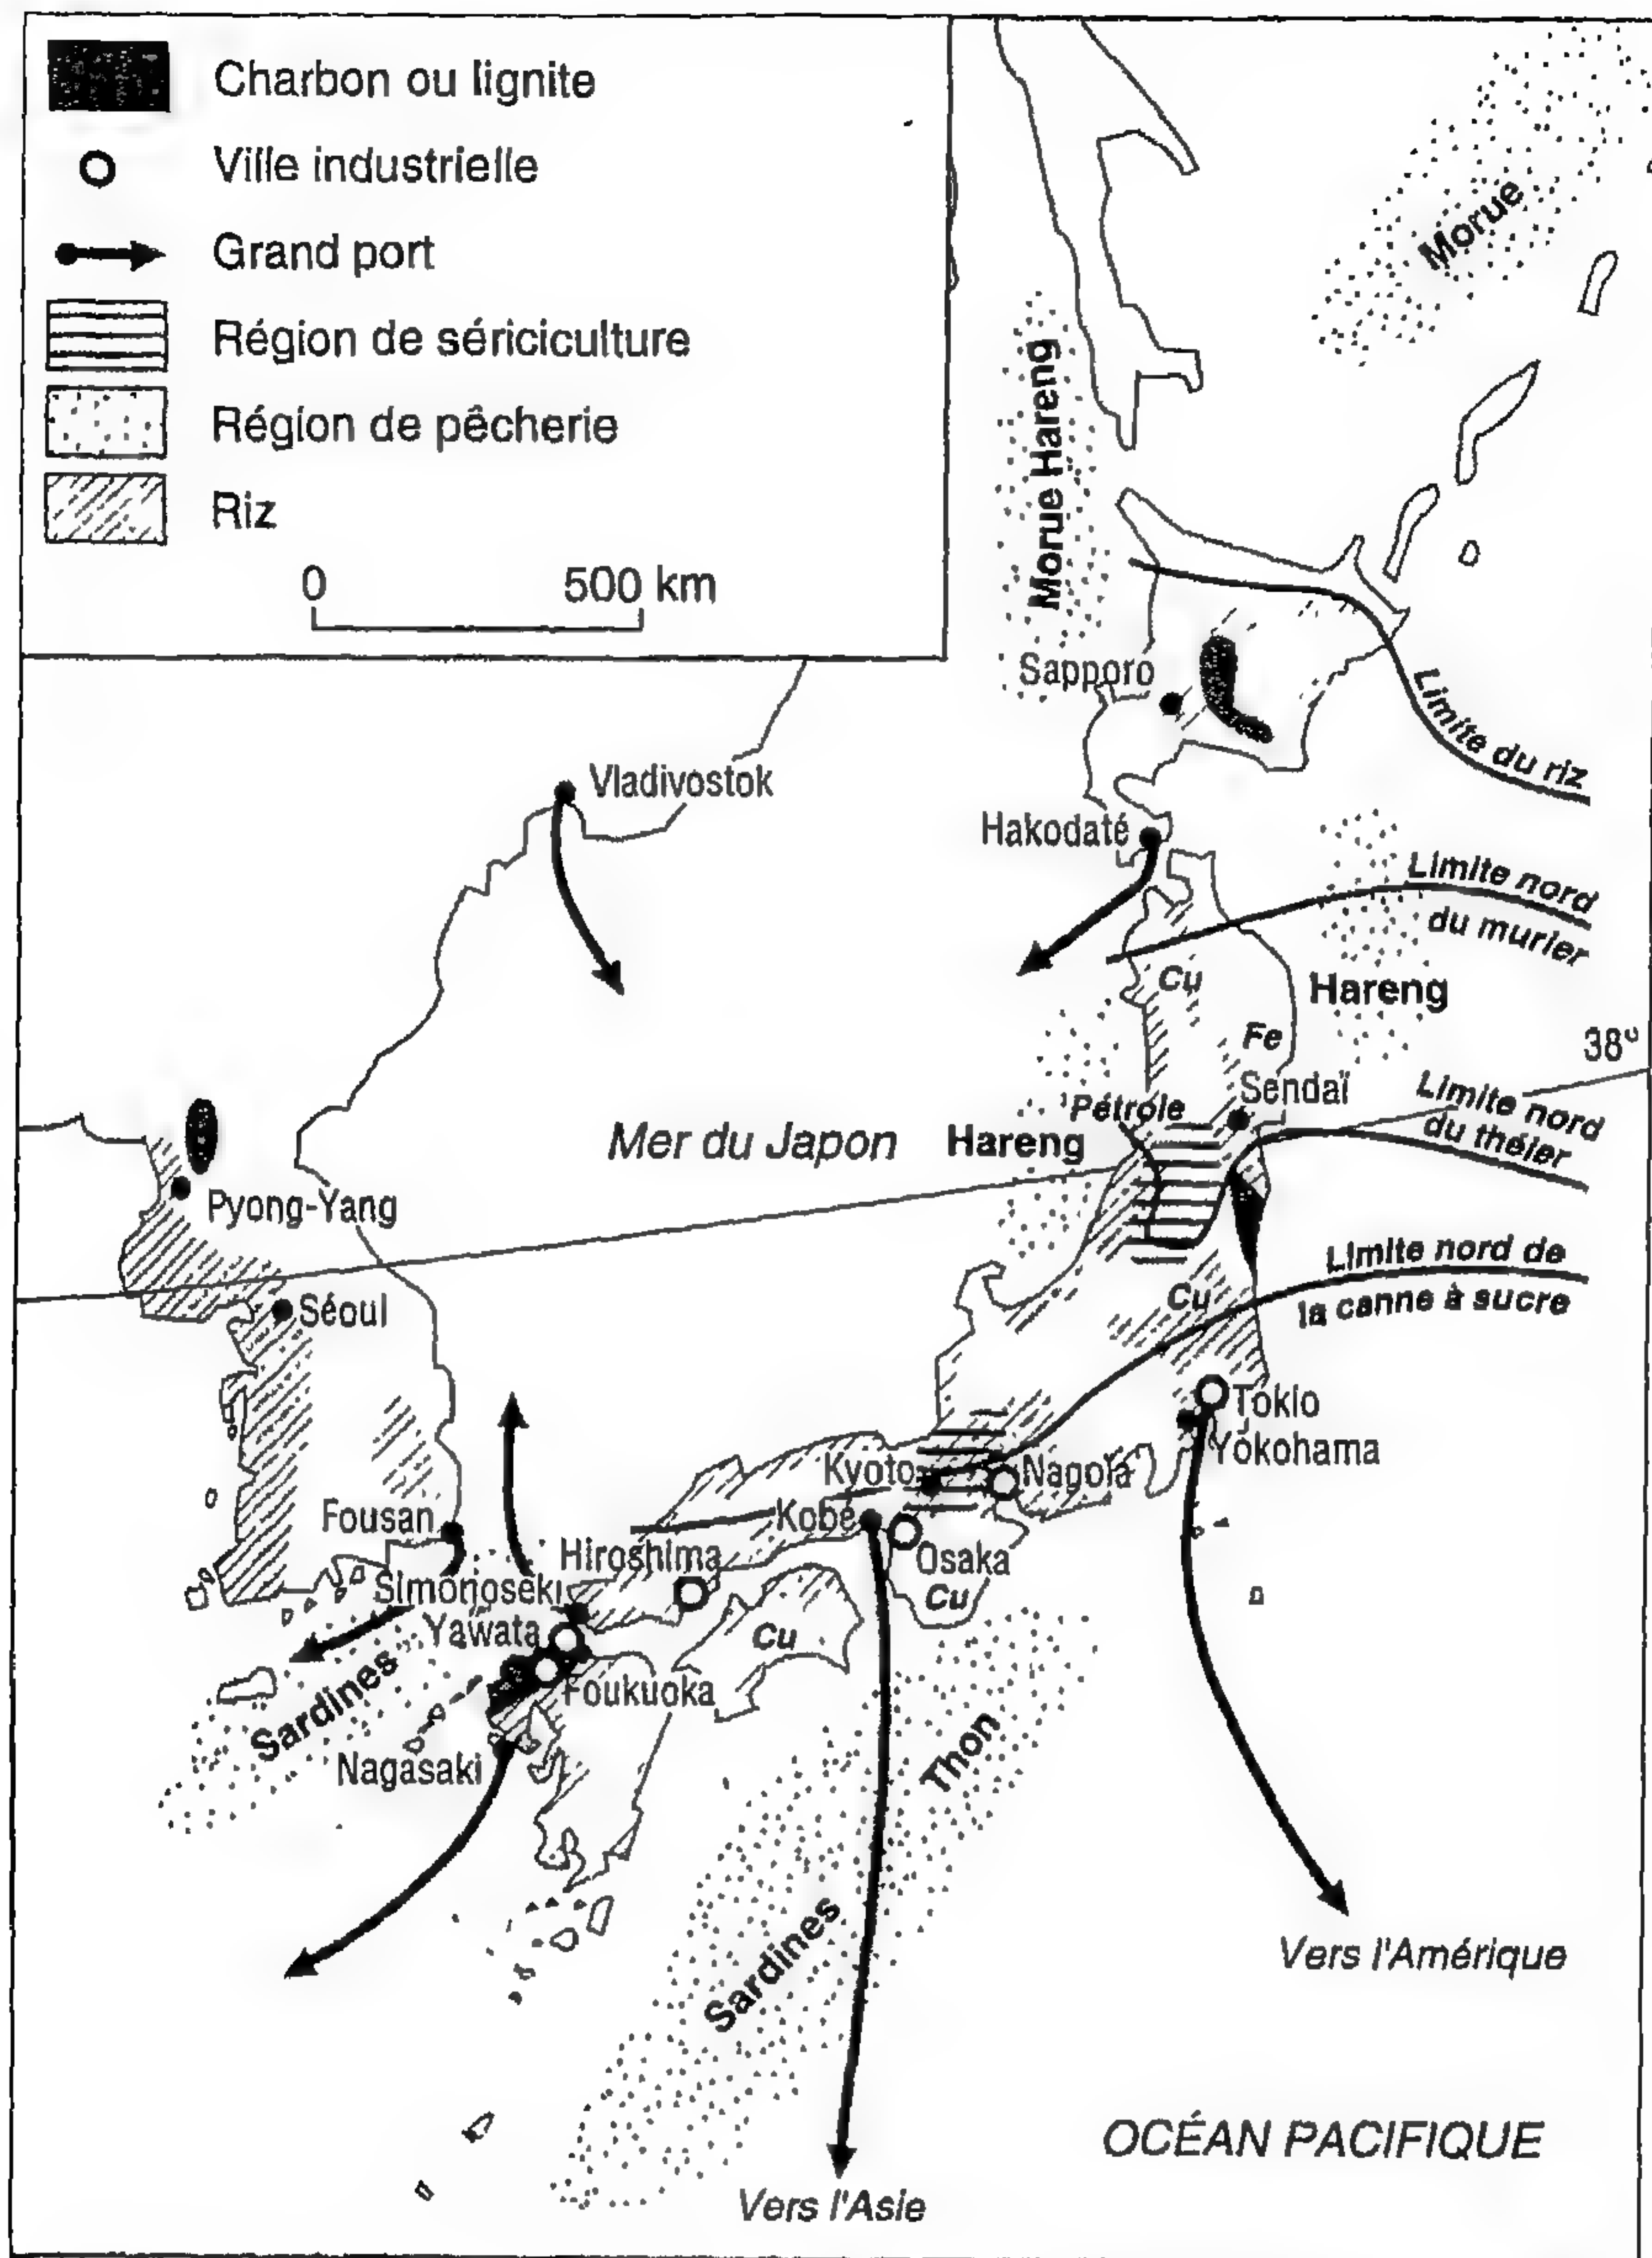 Charbon ou lignite
Ville industrielle
Grand port
Région de sériciculture
Région de pêcherie
Riz
0 500 km
Morue
Morue Hareng
Sapporo
Limite du riz
Vladivostok
Hakodaté
Limite nord
du murier
Cu
Hareng
Fe
38°
Sendaï
Limite nord
du théier
Pétrole
Mer du Japon
Hareng
Pyong-Yang
Limite nord de
la canne à sucre
Cu
Séoul
Tokio
Yokohama
Kyoto
Nagoïa
Fousan
Kobé
Hiroshima
Osaka
Simonoseki
Cu
Yawata
Cu
Foukuoka
Sardines
Thon
Nagasaki
Sardines
Vers l'Amérique
OCÉAN PACIFIQUE
Vers l'Asie